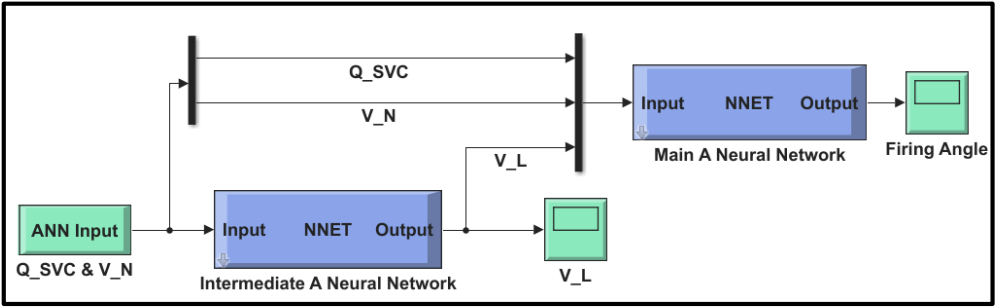 Q_SVC
V_N
V_L
Input NNET Output
Main A Neural Network
Firing Angle
ANN Input
Q_SVC & V_N
Input NNET Output
Intermediate A Neural Network
V_L